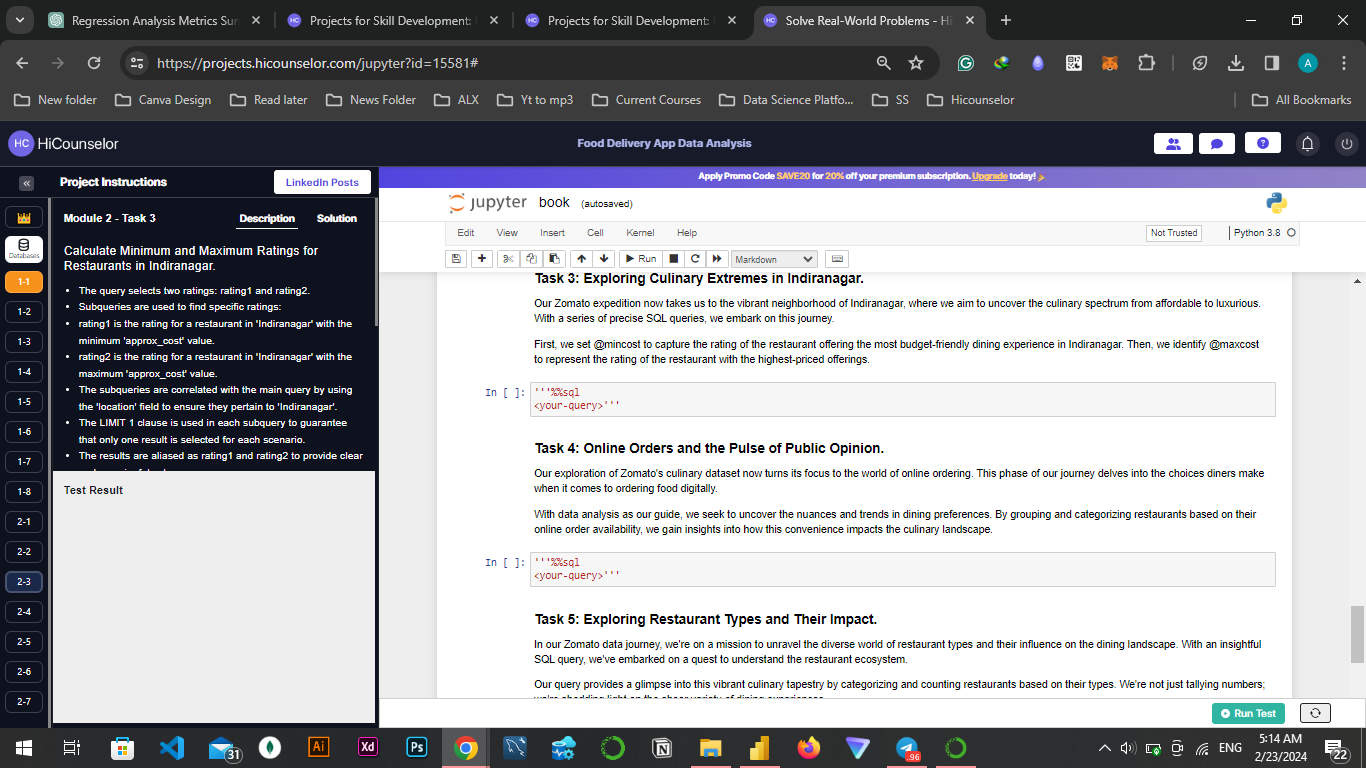 Regression Analysis Metrics Sum
Projects for Skill Development:
Projects for Skill Development:
Solve Real-World Problems - Hi
https://projects.hicounselor.com/jupyter?id=15581#
A
New folder
Canva Design
Read later
News Folder
ALX
Yt to mp3
Current Courses
Data Science Platfo...
SS
Hicounselor
All Bookmarks
HC HiCounselor
Food Delivery App Data Analysis
Project Instructions
LinkedIn Posts
Apply Promo Code SAVE20 for 20% off your premium subscription. Upgrade today!
Databases
1-1
1-2
1-3
1-4
1-5
1-6
1-7
1-8
2-1
2-2
2-3
2-4
2-5
2-6
2-7
Module 2 - Task 3
Description
Solution
Calculate Minimum and Maximum Ratings for
Restaurants in Indiranagar.
• The query selects two ratings: rating1 and rating2.
• Subqueries are used to find specific ratings:
• rating1 is the rating for a restaurant in 'Indiranagar' with the
minimum 'approx_cost' value.
• rating2 is the rating for a restaurant in 'Indiranagar' with the
maximum 'approx_cost' value.
• The subqueries are correlated with the main query by using
the 'location' field to ensure they pertain to 'Indiranagar'.
• The LIMIT 1 clause is used in each subquery to guarantee
that only one result is selected for each scenario.
• The results are aliased as rating1 and rating2 to provide clear
Test Result
jupyter book (autosaved)
Edit View Insert Cell Kernel Help
Not Trusted
Python 3.8
Run
Markdown
Task 3: Exploring Culinary Extremes in Indiranagar.
Our Zomato expedition now takes us to the vibrant neighborhood of Indiranagar, where we aim to uncover the culinary spectrum from affordable to luxurious.
With a series of precise SQL queries, we embark on this journey.
First, we set @mincost to capture the rating of the restaurant offering the most budget-friendly dining experience in Indiranagar. Then, we identify @maxcost
to represent the rating of the restaurant with the highest-priced offerings.
In [ ]: '''%%sql
<your-query>'''
Task 4: Online Orders and the Pulse of Public Opinion.
Our exploration of Zomato's culinary dataset now turns its focus to the world of online ordering. This phase of our journey delves into the choices diners make
when it comes to ordering food digitally.
With data analysis as our guide, we seek to uncover the nuances and trends in dining preferences. By grouping and categorizing restaurants based on their
online order availability, we gain insights into how this convenience impacts the culinary landscape.
In [ ]: '''%%sql
<your-query>'''
Task 5: Exploring Restaurant Types and Their Impact.
In our Zomato data journey, we're on a mission to unravel the diverse world of restaurant types and their influence on the dining landscape. With an insightful
SQL query, we've embarked on a quest to understand the restaurant ecosystem.
Our query provides a glimpse into this vibrant culinary tapestry by categorizing and counting restaurants based on their types. We're not just tallying numbers;
we're shedding light on the sheer variety of dining experiences
Run Test
31
Ai
Xd
Ps
.96
ENG
5:14 AM
2/23/2024
22